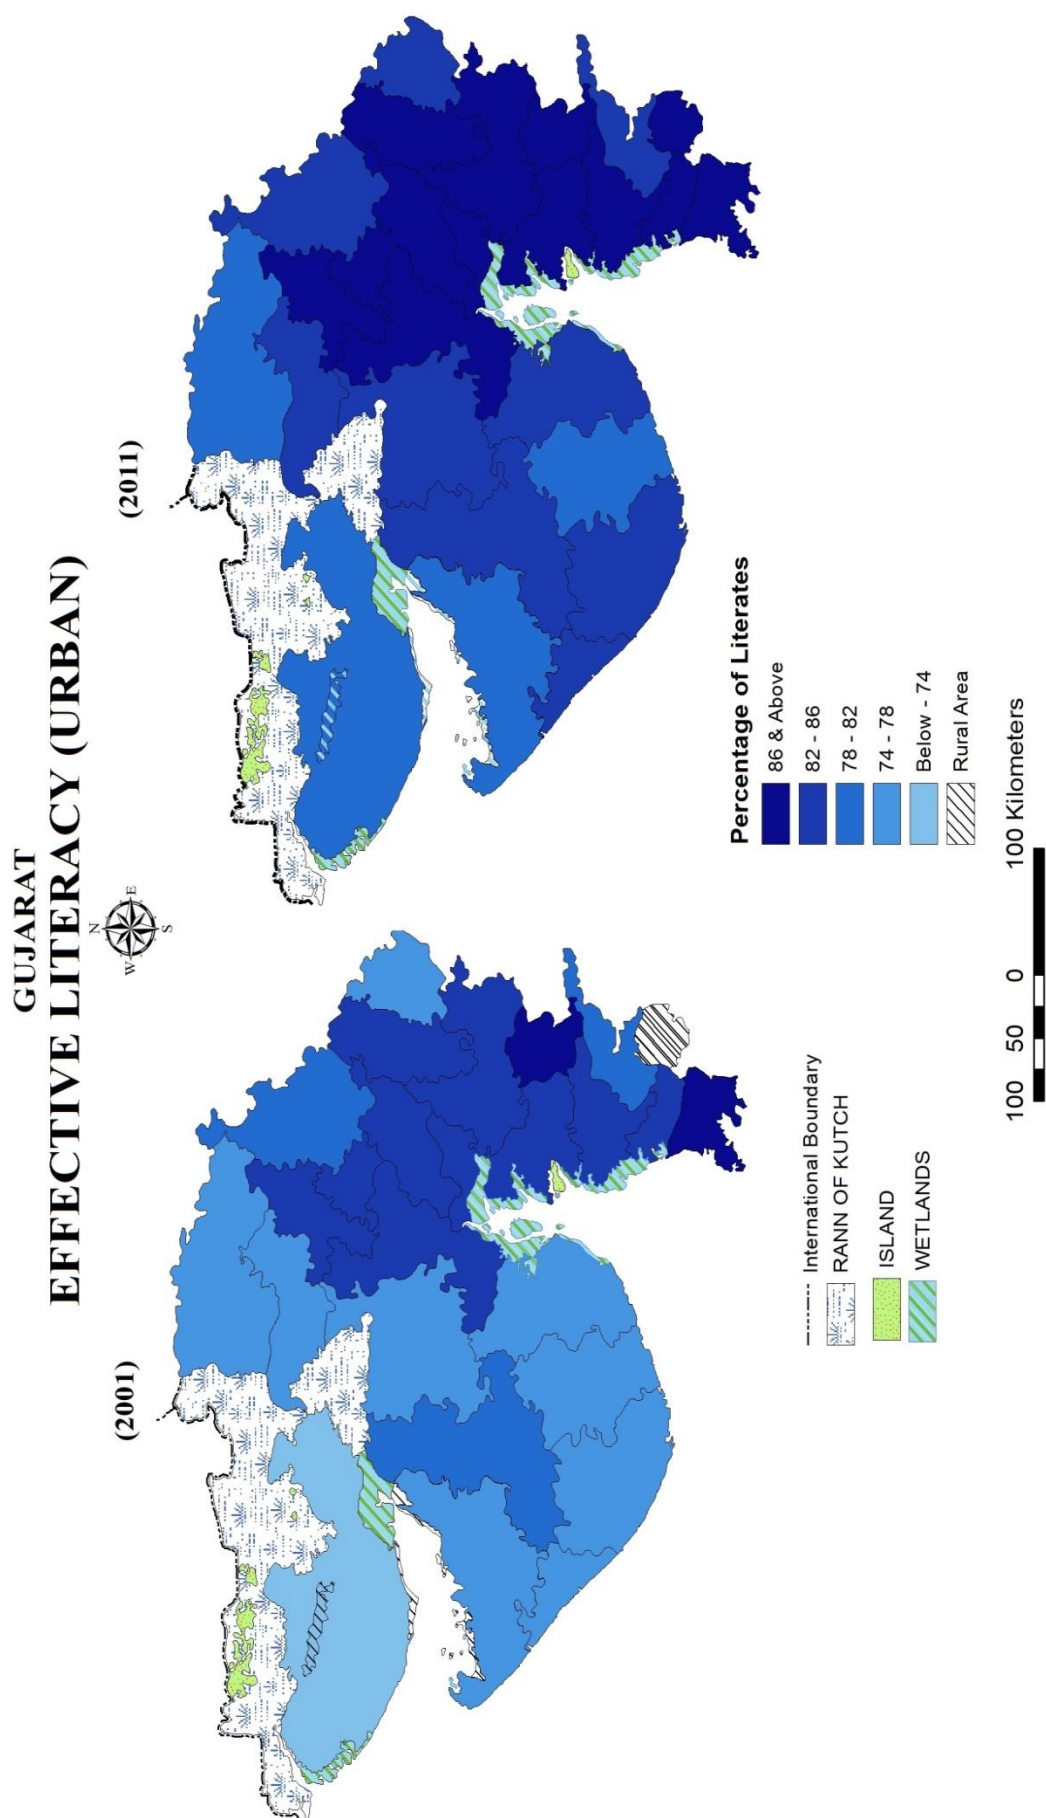 GUJARAT
EFFECTIVE LITERACY (URBAN)
N
W
E
S
(2001)
(2011)
International Boundary
RANN OF KUTCH
ISLAND
WETLANDS
Percentage of Literates
86 & Above
82 - 86
78 - 82
74 - 78
Below - 74
Rural Area
100 50 0 100 Kilometers